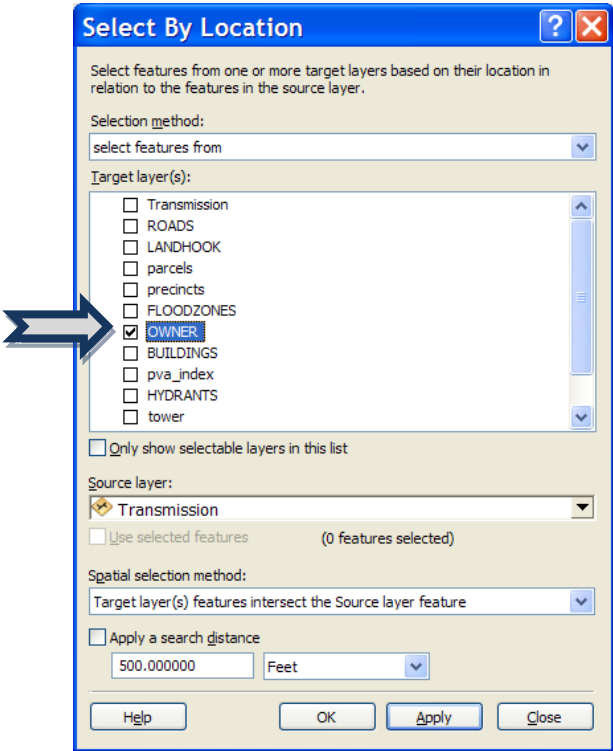 Select By Location
Select features from one or more target layers based on their location in
relation to the features in the source layer.
Selection method:
select features from
Target layer(s):
Transmission
ROADS
LANDHOOK
parcels
precincts
FLOODZONES
OWNER
BUILDINGS
pva_index
HYDRANTS
tower
Only show selectable layers in this list
Source layer:
Transmission
Use selected features (0 features selected)
Spatial selection method:
Target layer(s) features intersect the Source layer feature
Apply a search distance
500.000000 Feet
Help OK Apply Close